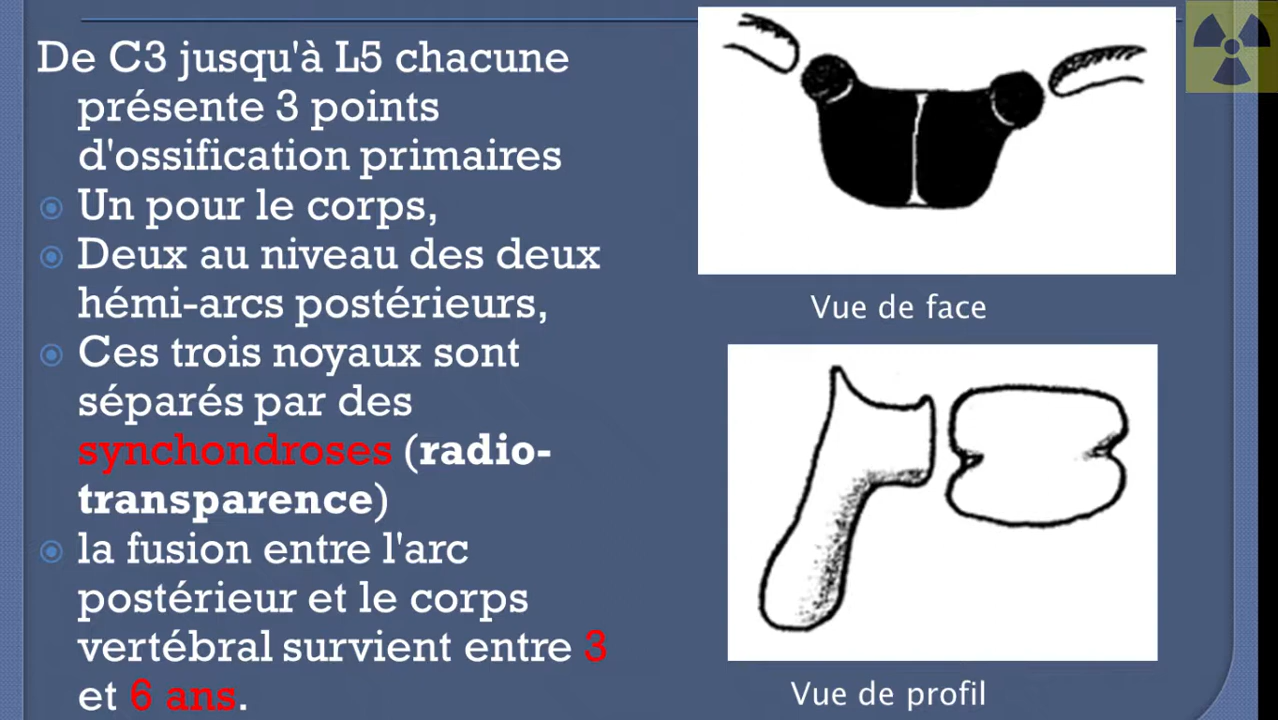 De C3 jusqu'à L5 chacune
présente 3 points
d'ossification primaires
Un pour le corps,
Deux au niveau des deux
hémi-arcs postérieurs,
Ces trois noyaux sont
séparés par des
synchondroses (radio-
transparence)
la fusion entre l'arc
postérieur et le corps
vertébral survient entre 3
et 6 ans.
Vue de face
Vue de profil